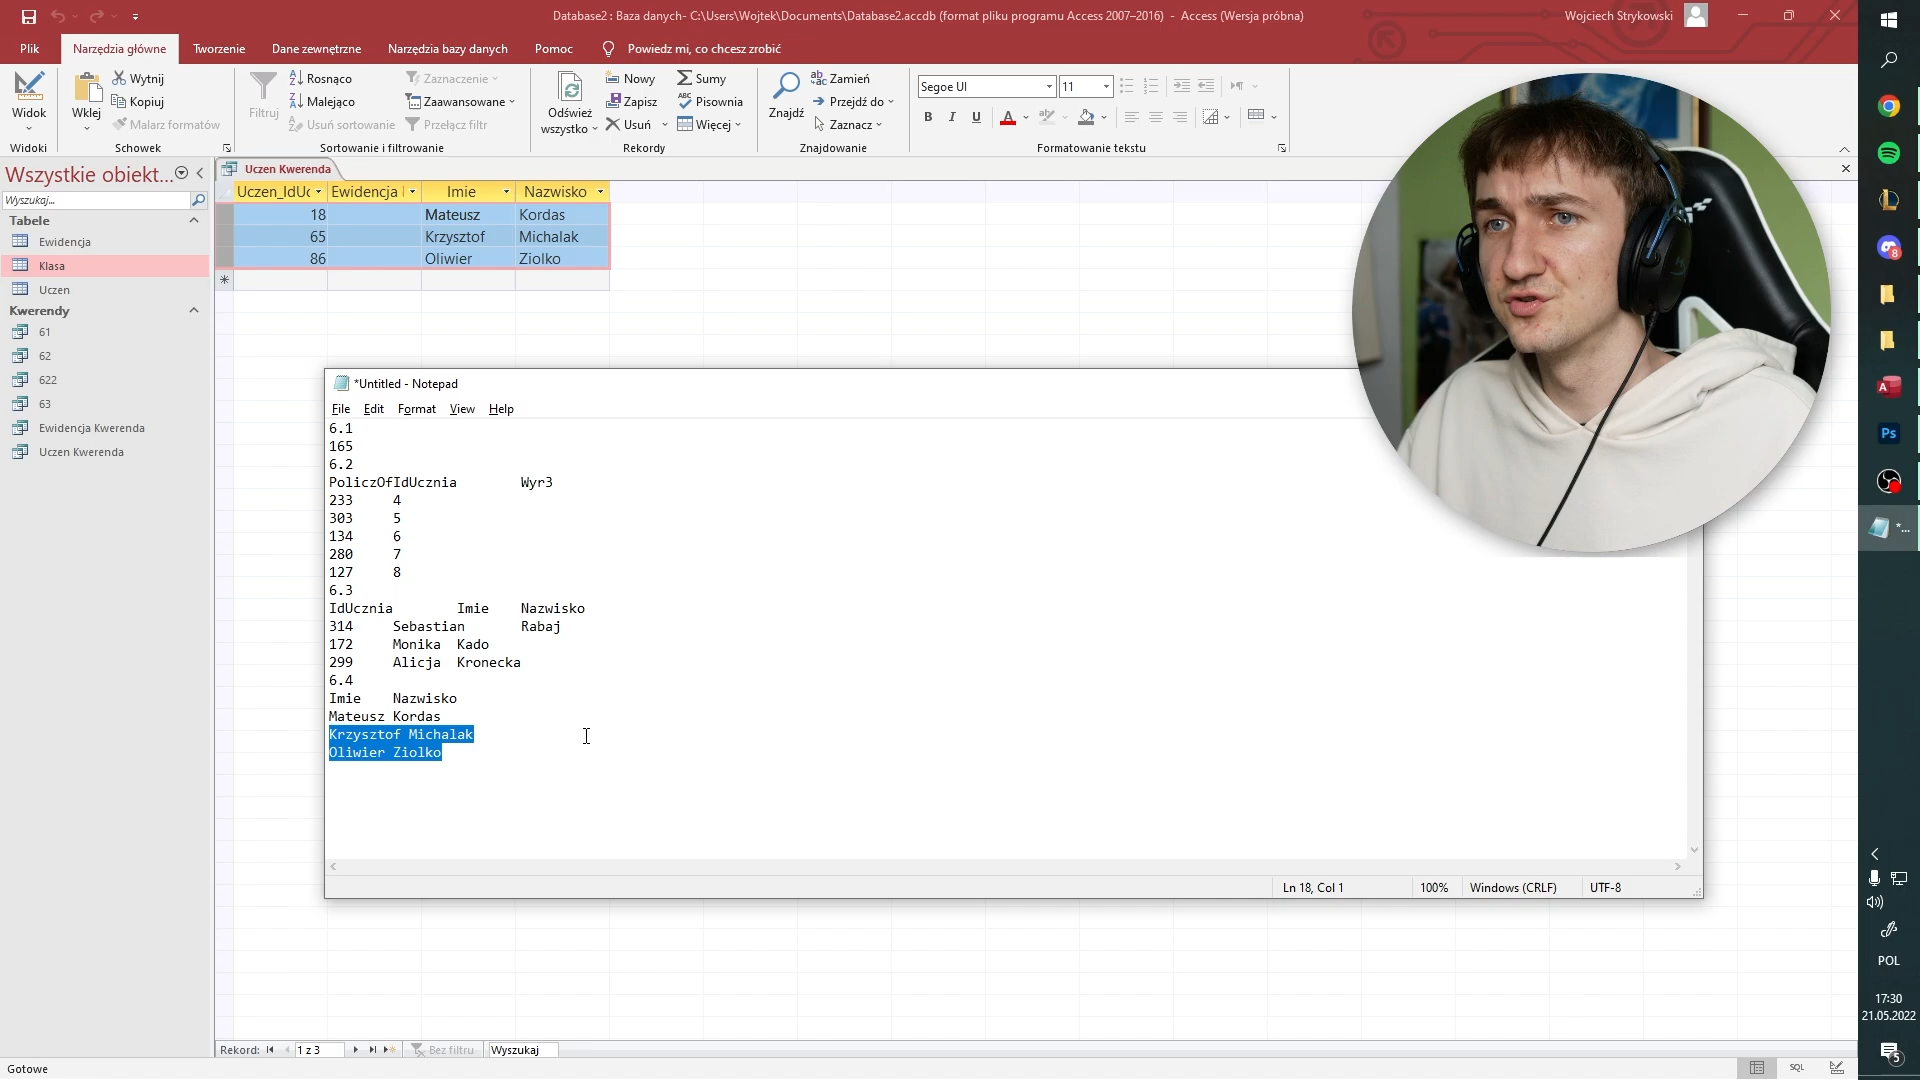 Database2 : Baza danych- C:\Users\Wojtek\Documents\Database2.accdb (format pliku programu Access 2007–2016) - Access (Wersja próbna)
Wojciech Strykowski
Plik
Narzędzia główne
Tworzenie
Dane zewnętrzne
Narzędzia bazy danych
Pomoc
Powiedz mi, co chcesz zrobić
Widok
Wklej
Wytnij
Kopiuj
Malarz formatów
Filtruj
Rosnąco
Malejąco
Usuń sortowanie
Zaznaczenie
Zaawansowane
Przełącz filtr
Odśwież
wszystko
Nowy
Zapisz
Usuń
Sumy
Pisownia
Więcej
Znajdź
Zamień
Przejdź do
Zaznacz
Segoe UI
11
B
I
U
Widoki
Schowek
Sortowanie i filtrowanie
Rekordy
Znajdowanie
Formatowanie tekstu
Wszystkie obiekt...
Wyszukaj...
Tabele
Ewidencja
Klasa
Uczen
Kwerendy
61
62
622
63
Ewidencja Kwerenda
Uczen Kwerenda
Uczen Kwerenda
Uczen_IdUc Ewidencja Imie Nazwisko
18 Mateusz Kordas
65 Krzysztof Michalak
86 Oliwier Ziolko
*Untitled - Notepad
File Edit Format View Help
6.1
165
6.2
PoliczOfIdUcznia Wyr3
233 4
303 5
134 6
280 7
127 8
6.3
IdUcznia Imie Nazwisko
314 Sebastian Rabaj
172 Monika Kado
299 Alicja Kronecka
6.4
Imie Nazwisko
Mateusz Kordas
Krzysztof Michalak
Oliwier Ziolko
Ln 18, Col 1
100%
Windows (CRLF)
UTF-8
Rekord:
1 z 3
Bez filtru
Wyszukaj
Gotowe
SQL
8
A
Ps
*...
POL
17:30
21.05.2022
5